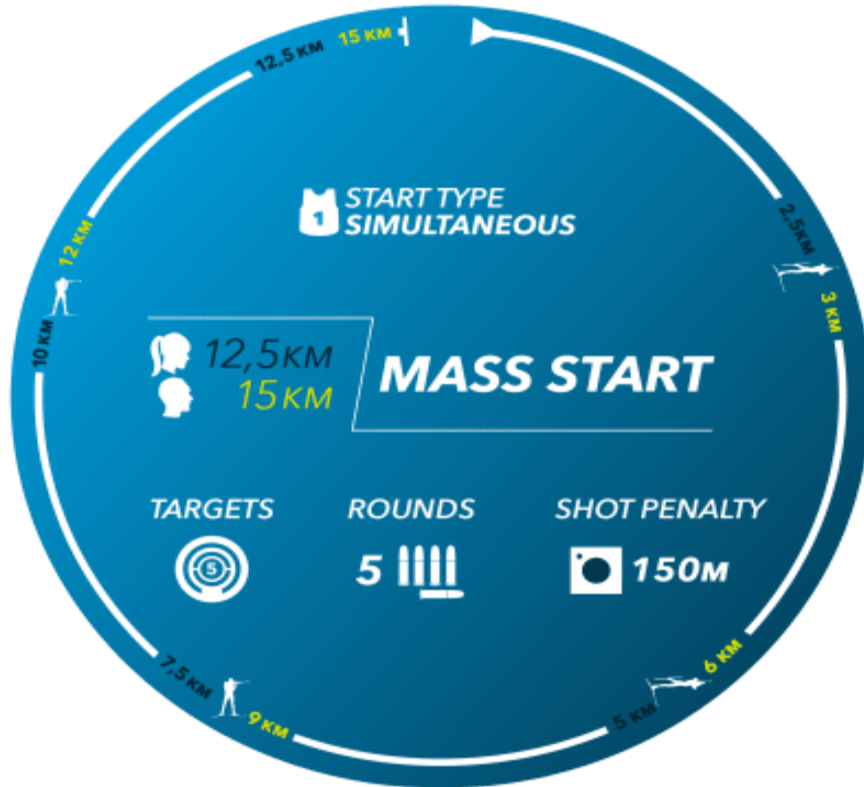 12,5 KM
15 KM
START TYPE
1
SIMULTANEOUS
2,5KM
3 KM
12 KM
10 KM
12,5KM
15KM
MASS START
TARGETS
ROUNDS
SHOT PENALTY
5
5
150M
7,5 KM
9 KM
5 KM
6 KM